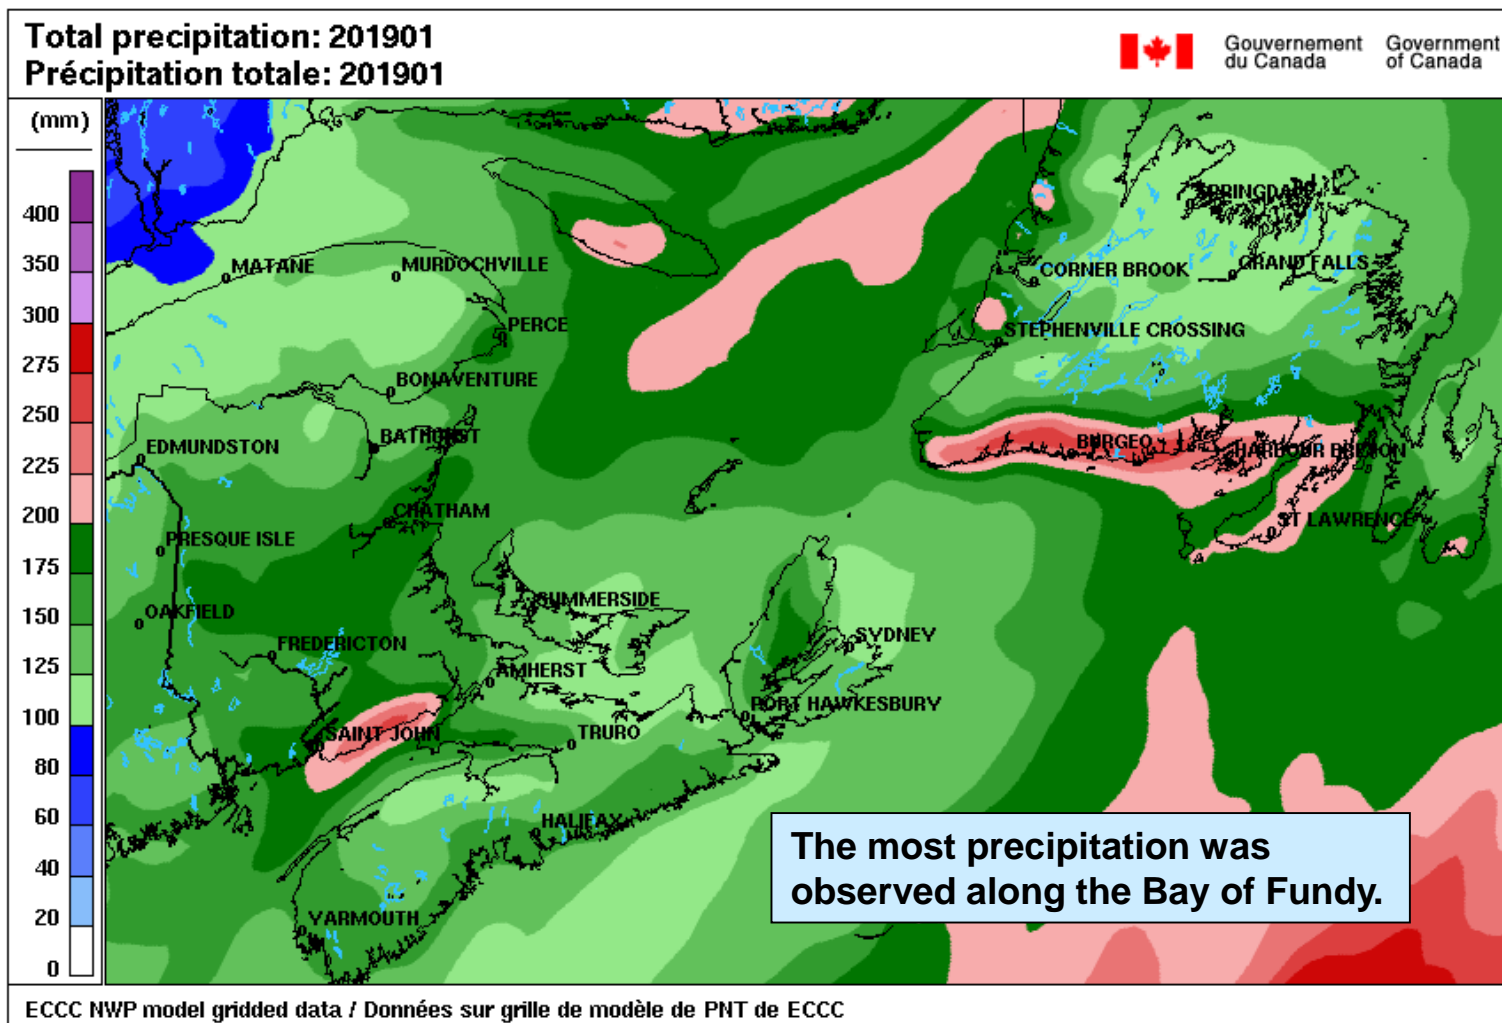 Total precipitation: 201901
Précipitation totale: 201901
Gouvernement du Canada
Government of Canada
(mm)
400
350
300
275
250
225
200
175
150
125
100
80
60
40
20
0
SPRINGDALE
MATANE
MURDOCHVILLE
CORNER BROOK
GRAND FALLS
PERCE
STEPHENVILLE CROSSING
BONAVENTURE
BATHURST
EDMUNDSTON
BURGEO
HARBOUR BRETON
CHATHAM
ST LAWRENCE
PRESQUE ISLE
OAKFIELD
SUMMERSIDE
FREDERICTON
SYDNEY
AMHERST
PORT HAWKESBURY
SAINT JOHN
TRURO
HALIFAX
YARMOUTH
The most precipitation was
observed along the Bay of Fundy.
ECCC NWP model gridded data / Données sur grille de modèle de PNT de ECCC